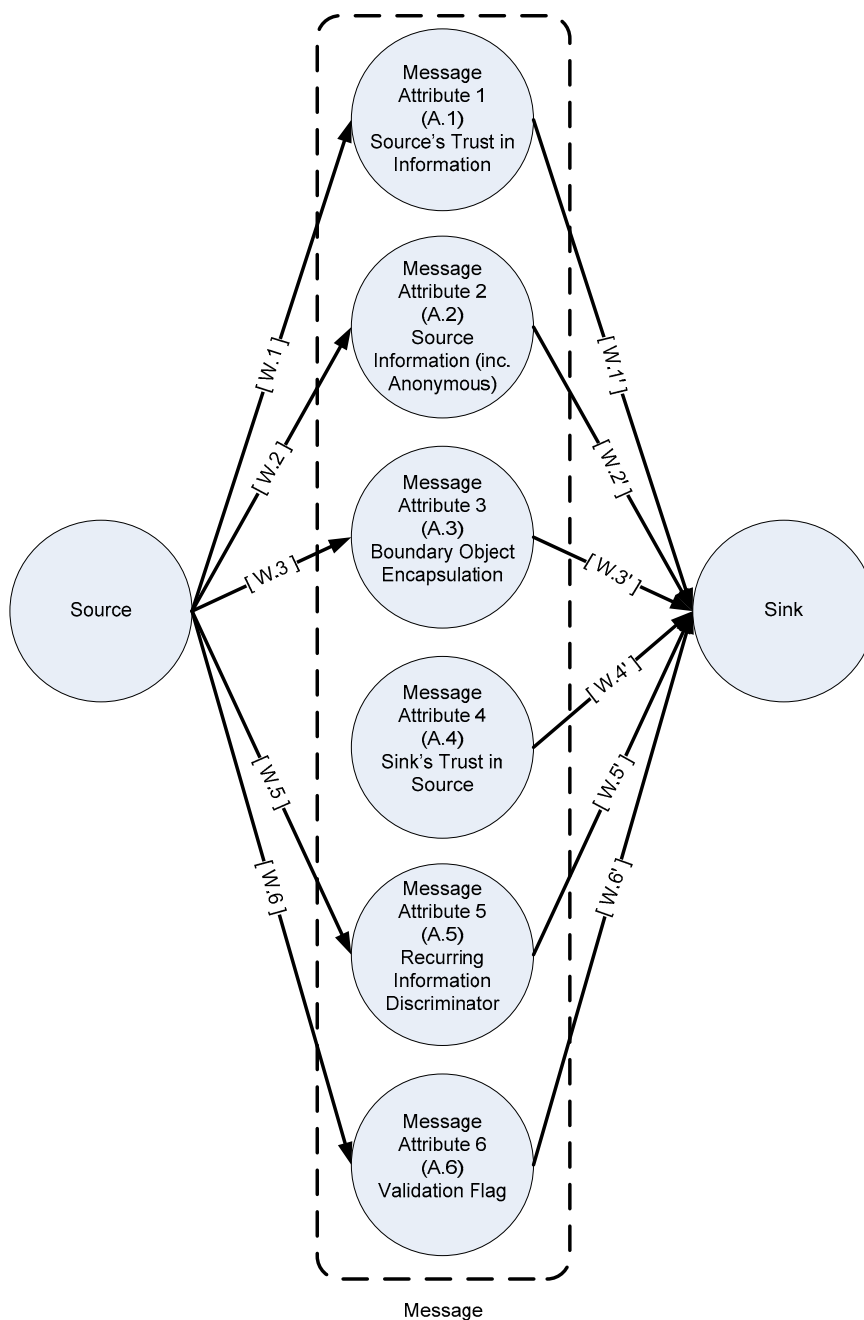 Message
Attribute 1
(A.1)
Source's Trust in
Information
Message
Attribute 2
(A.2)
Source
Information (inc.
Anonymous)
Message
Attribute 3
(A.3)
Boundary Object
Encapsulation
Message
Attribute 4
(A.4)
Sink's Trust in
Source
Message
Attribute 5
(A.5)
Recurring
Information
Discriminator
Message
Attribute 6
(A.6)
Validation Flag
Source
Sink
[ W.1 ]
[ W.2 ]
[ W.3 ]
[ W.5 ]
[ W.6 ]
[ W.1' ]
[ W.2' ]
[ W.3' ]
[ W.4' ]
[ W.5' ]
[ W.6' ]
Message